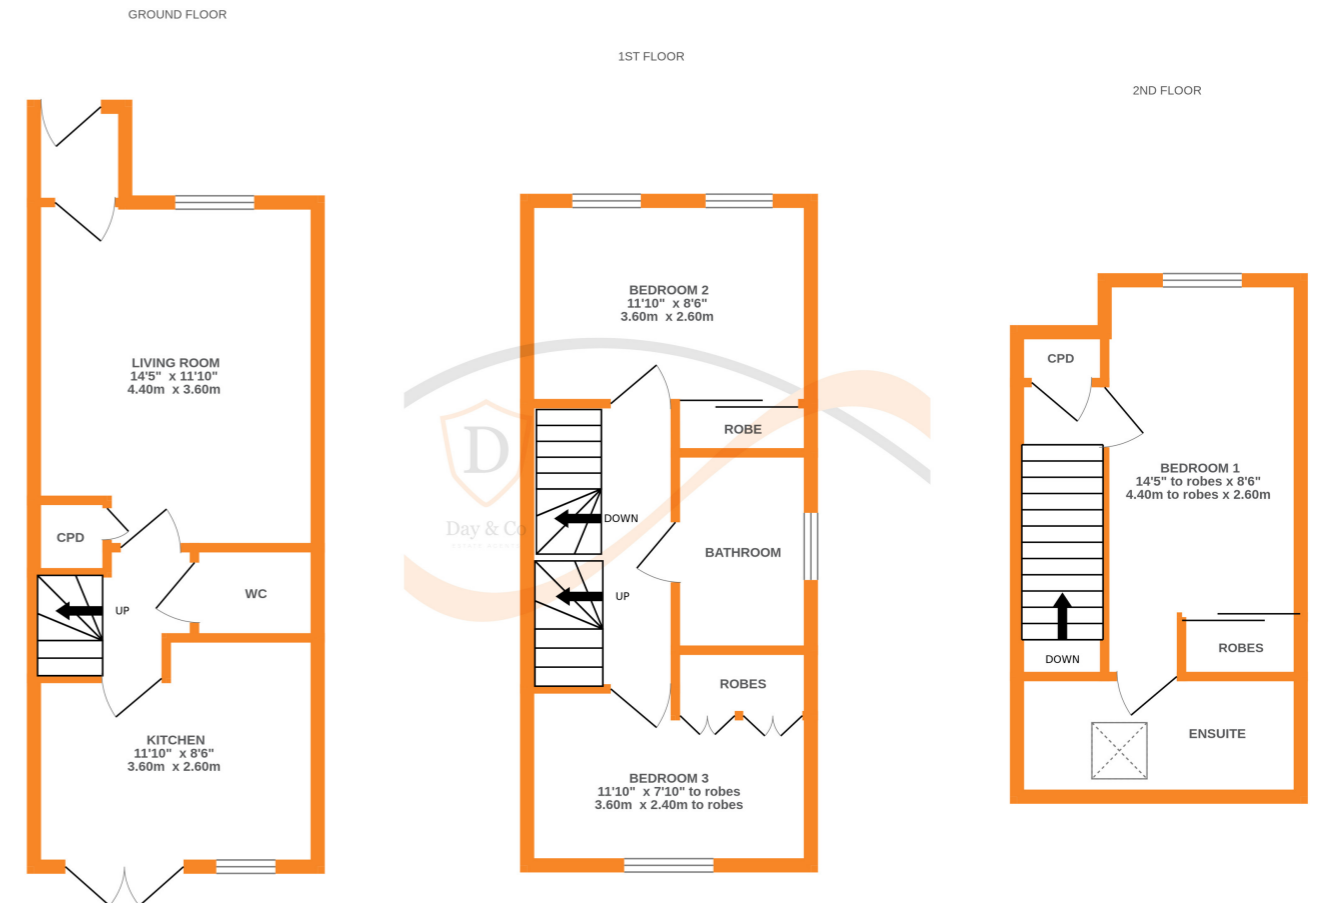 GROUND FLOOR
LIVING ROOM
14'5" x 11'10"
4.40m x 3.60m
CPD
UP
WC
KITCHEN
11'10" x 8'6"
3.60m x 2.60m
1ST FLOOR
BEDROOM 2
11'10" x 8'6"
3.60m x 2.60m
ROBE
D
Day & Co
DOWN
BATHROOM
UP
ROBES
BEDROOM 3
11'10" x 7'10" to robes
3.60m x 2.40m to robes
2ND FLOOR
CPD
BEDROOM 1
14'5" to robes x 8'6"
4.40m to robes x 2.60m
ROBES
DOWN
ENSUITE